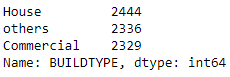 House 2444
others 2336
Commercial 2329
Name: BUILDTYPE, dtype: int64